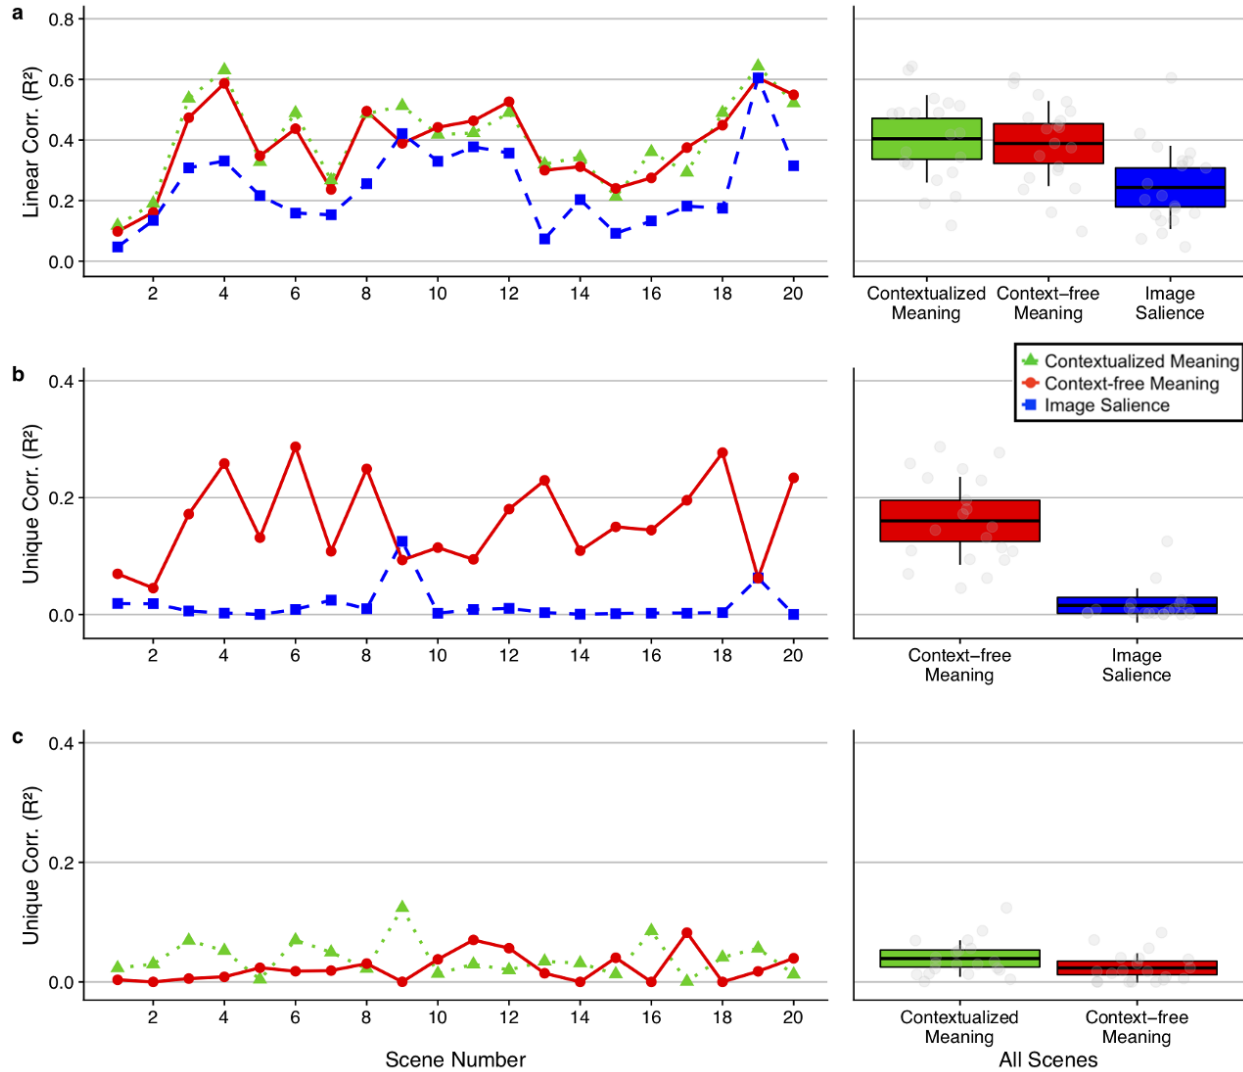 a
Linear Corr. (R²)
0.8
0.6
0.4
0.2
0.0
2 4 6 8 10 12 14 16 18 20
Contextualized Meaning
Context−free Meaning
Image Salience
b
Unique Corr. (R²)
0.4
0.2
0.0
2 4 6 8 10 12 14 16 18 20
Contextualized Meaning
Context-free Meaning
Image Salience
Context−free Meaning
Image Salience
c
Unique Corr. (R²)
0.4
0.2
0.0
2 4 6 8 10 12 14 16 18 20
Scene Number
Contextualized Meaning
Context−free Meaning
All Scenes